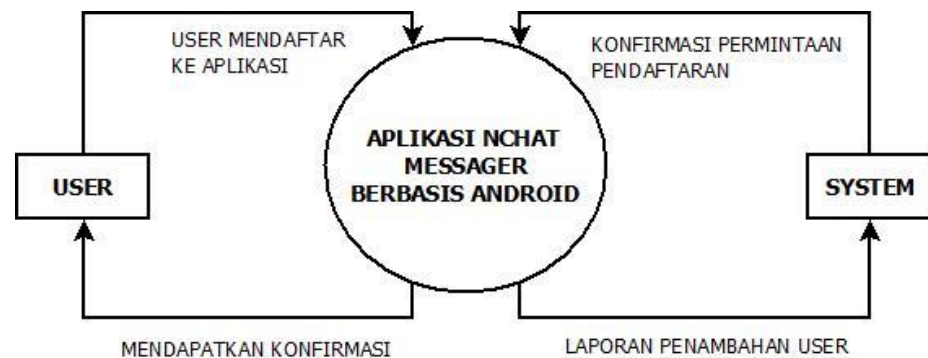 USER MENDAFTAR
KE APLIKASI
KONFIRMASI PERMINTAAN
PENDAFTARAN
APLIKASI NCHAT
MESSAGER
BERBASIS ANDROID
USER
SYSTEM
MENDAPATKAN KONFIRMASI
LAPORAN PENAMBAHAN USER